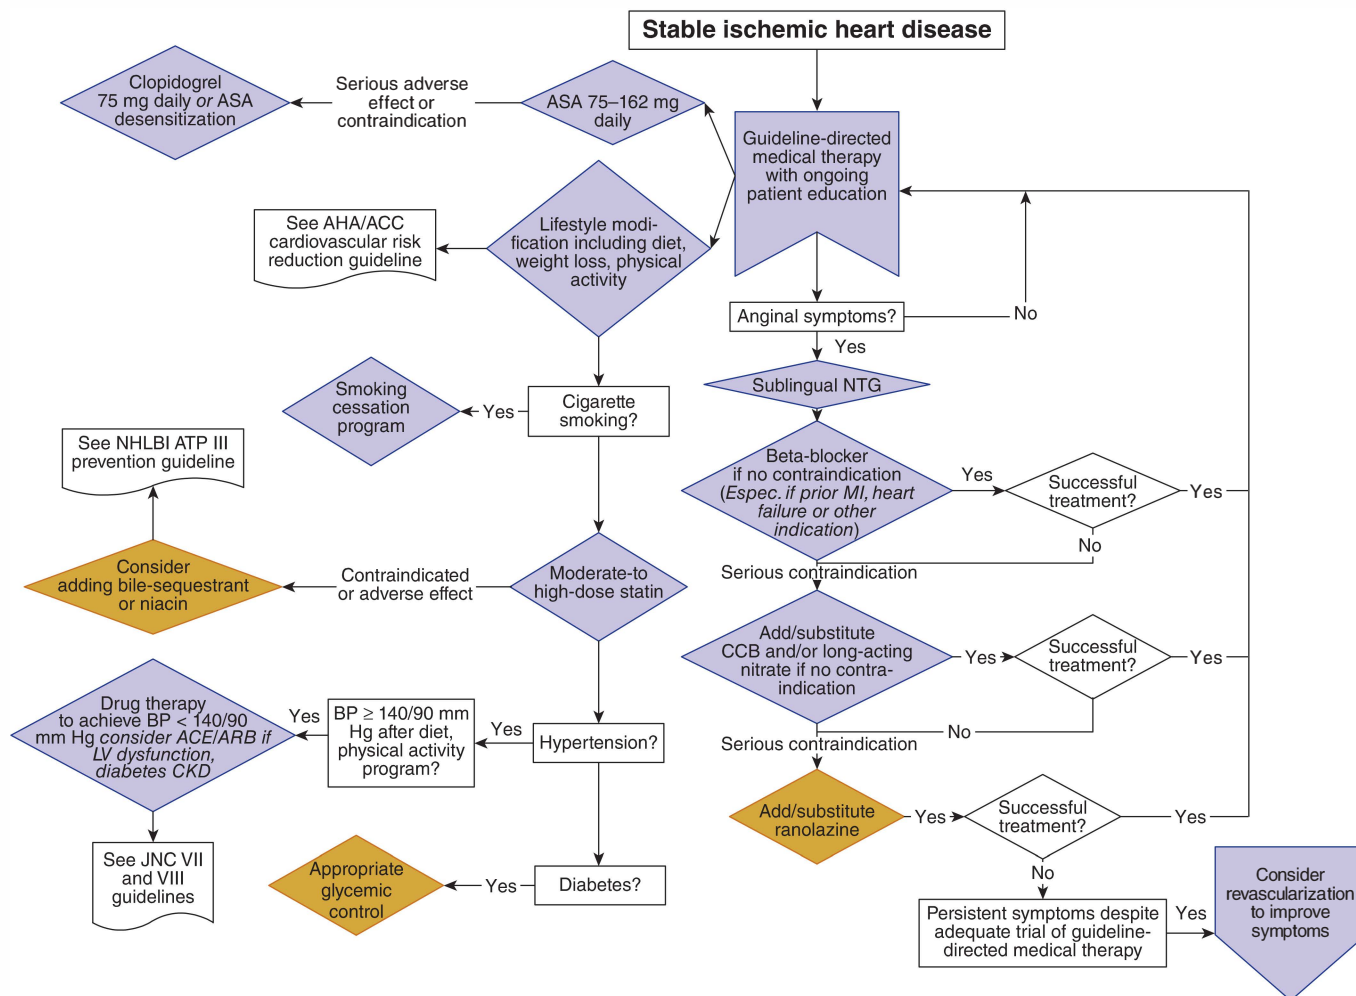 Stable ischemic heart disease
Clopidogrel
75 mg daily or ASA
desensitization
Serious adverse
effect or
contraindication
ASA 75–162 mg
daily
Guideline-directed
medical therapy
with ongoing
patient education
See AHA/ACC
cardiovascular risk
reduction guideline
Lifestyle modi-
fication including diet,
weight loss, physical
activity
Anginal symptoms?
No
Yes
Sublingual NTG
Smoking
cessation
program
Yes
Cigarette
smoking?
See NHLBI ATP III
prevention guideline
Beta-blocker
if no contraindication
(Espec. if prior MI, heart
failure or other
indication)
Yes
Successful
treatment?
Yes
No
Serious contraindication
Consider
adding bile-sequestrant
or niacin
Contraindicated
or adverse effect
Moderate-to
high-dose statin
Add/substitute
CCB and/or long-acting
nitrate if no contra-
indication
Yes
Successful
treatment?
Yes
No
Serious contraindication
Drug therapy
to achieve BP < 140/90
mm Hg consider ACE/ARB if
LV dysfunction,
diabetes CKD
Yes
BP ≥ 140/90 mm
Hg after diet,
physical activity
program?
Yes
Hypertension?
Add/substitute
ranolazine
Yes
Successful
treatment?
Yes
No
See JNC VII
and VIII
guidelines
Appropriate
glycemic
control
Yes
Diabetes?
Persistent symptoms despite
adequate trial of guideline-
directed medical therapy
Yes
Consider
revascularization
to improve
symptoms